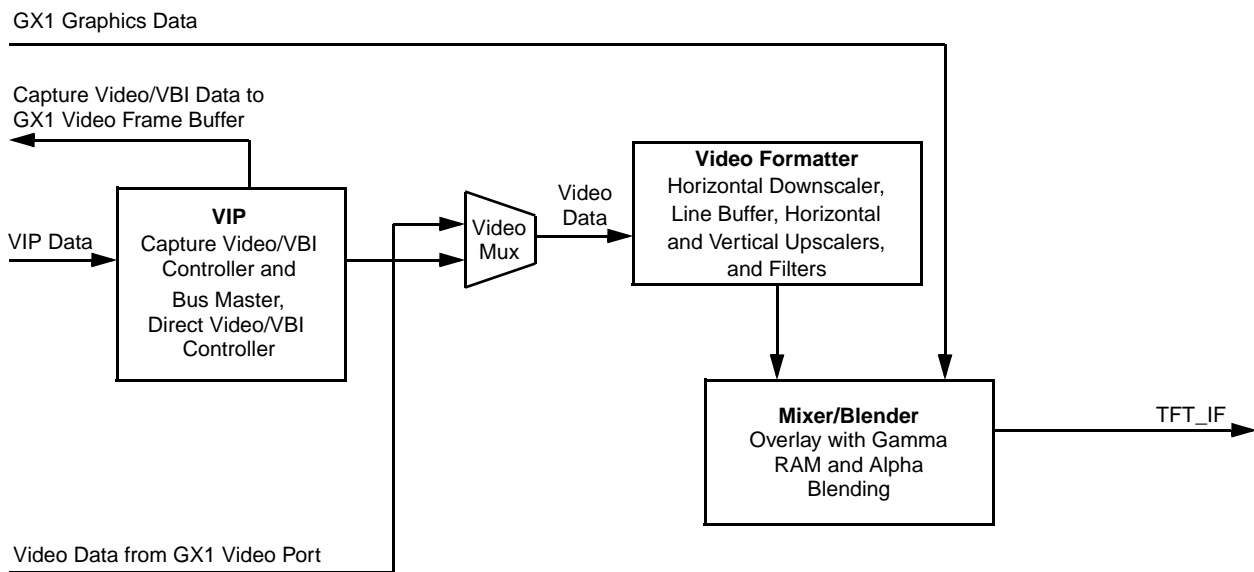 GX1 Graphics Data
Capture Video/VBI Data to
GX1 Video Frame Buffer
VIP Data
VIP
Capture Video/VBI
Controller and
Bus Master,
Direct Video/VBI
Controller
Video
Mux
Video
Data
Video Formatter
Horizontal Downscaler,
Line Buffer, Horizontal
and Vertical Upscalers,
and Filters
Mixer/Blender
Overlay with Gamma
RAM and Alpha
Blending
TFT_IF
Video Data from GX1 Video Port